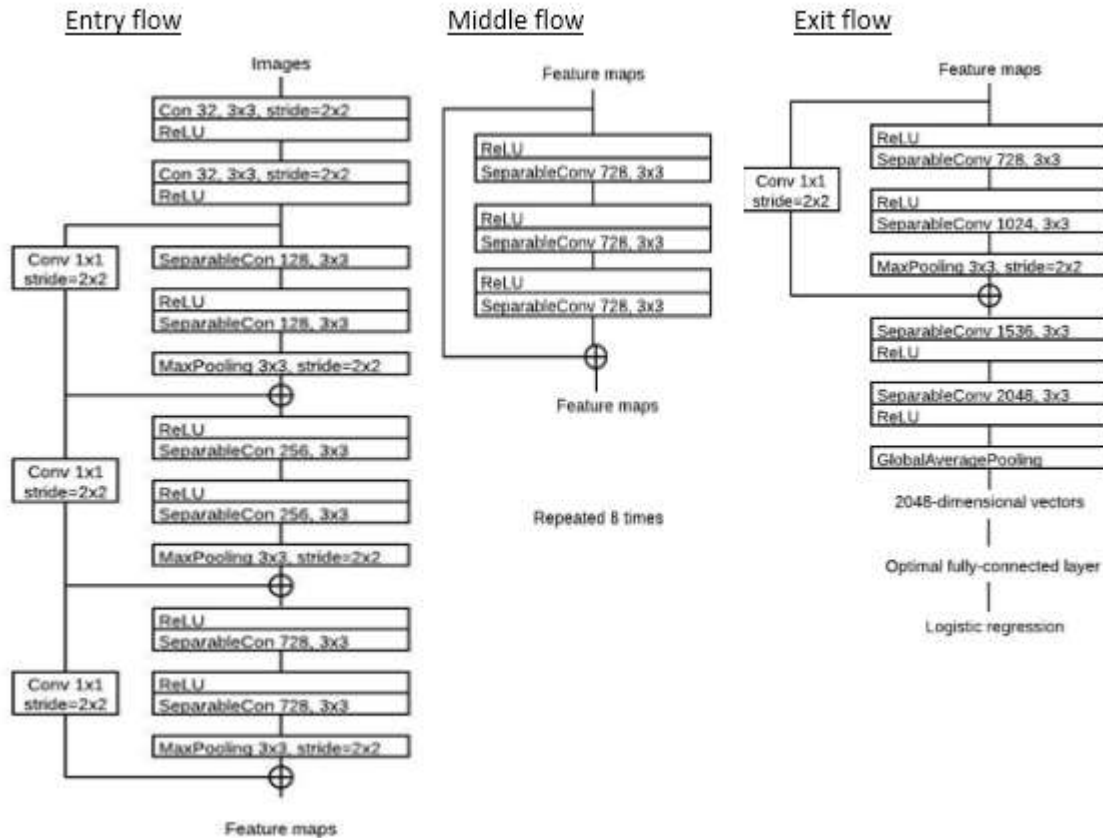 Entry flow
Images
Con 32, 3x3, stride=2x2
ReLU
Con 32, 3x3, stride=2x2
ReLU
Conv 1x1
stride=2x2
SeparableCon 128, 3x3
ReLU
SeparableCon 128, 3x3
MaxPooling 3x3, stride=2x2
Conv 1x1
stride=2x2
ReLU
SeparableCon 256, 3x3
ReLU
SeparableCon 256, 3x3
MaxPooling 3x3, stride=2x2
Conv 1x1
stride=2x2
ReLU
SeparableCon 728, 3x3
ReLU
SeparableCon 728, 3x3
MaxPooling 3x3, stride=2x2
Feature maps
Middle flow
Feature maps
ReLU
SeparableConv 728, 3x3
ReLU
SeparableConv 728, 3x3
ReLU
SeparableConv 728, 3x3
Feature maps
Repeated 8 times
Exit flow
Feature maps
Conv 1x1
stride=2x2
ReLU
SeparableConv 728, 3x3
ReLU
SeparableConv 1024, 3x3
MaxPooling 3x3, stride=2x2
SeparableConv 1536, 3x3
ReLU
SeparableConv 2048, 3x3
ReLU
GlobalAveragePooling
2048-dimensional vectors
Optimal fully-connected layer
Logistic regression